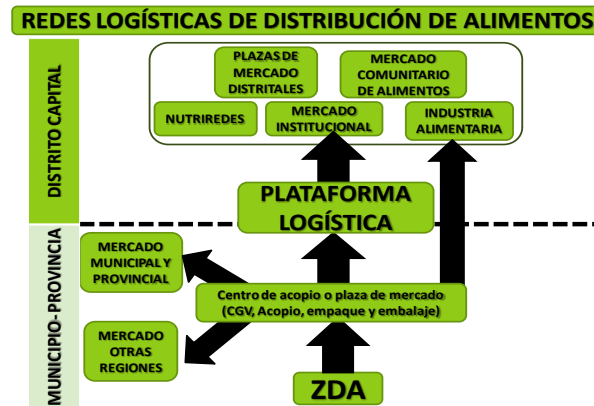 REDES LOGÍSTICAS DE DISTRIBUCIÓN DE ALIMENTOS
DISTRITO CAPITAL
PLAZAS DE
MERCADO
DISTRITALES
MERCADO
COMUNITARIO
DE ALIMENTOS
NUTRIREDES
MERCADO
INSTITUCIONAL
INDUSTRIA
ALIMENTARIA
PLATAFORMA
LOGÍSTICA
MUNICIPIO-PROVINCIA
MERCADO
MUNICIPAL Y
PROVINCIAL
Centro de acopio o plaza de mercado
(CGV, Acopio, empaque y embalaje)
MERCADO
OTRAS
REGIONES
ZDA